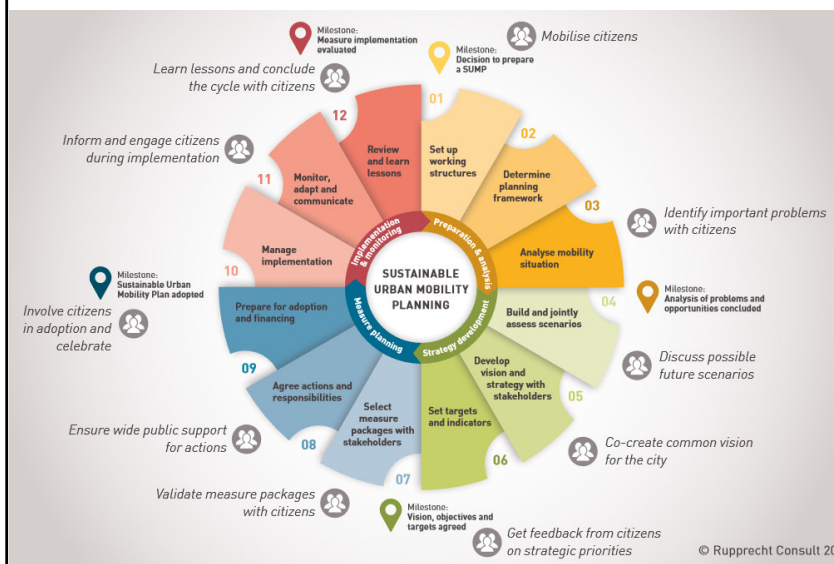 Milestone:
Measure implementation
evaluated
Milestone:
Decision to prepare
a SUMP
Mobilise citizens
Learn lessons and conclude
the cycle with citizens
Inform and engage citizens
during implementation
12
01
02
11
03
10
Review
and learn
lessons
Set up
working
structures
Monitor,
adapt and
communicate
Determine
planning
framework
Manage
implementation
Analyse mobility
situation
Identify important problems
with citizens
Implementation
& monitoring
Preparation & analysis
SUSTAINABLE
URBAN MOBILITY
PLANNING
Measure planning
Strategy development
Milestone:
Sustainable Urban
Mobility Plan adopted
Milestone:
Analysis of problems and
opportunities concluded
Involve citizens
in adoption and
celebrate
Prepare for adoption
and financing
Build and jointly
assess scenarios
04
Discuss possible
future scenarios
09
Agree actions and
responsibilities
Develop
vision and
strategy with
stakeholders
05
Select
measure
packages with
stakeholders
Set targets
and indicators
Ensure wide public support
for actions
08
06
Co-create common vision
for the city
07
Validate measure packages
with citizens
Milestone:
Vision, objectives and
targets agreed
Get feedback from citizens
on strategic priorities
© Rupprecht Consult 20